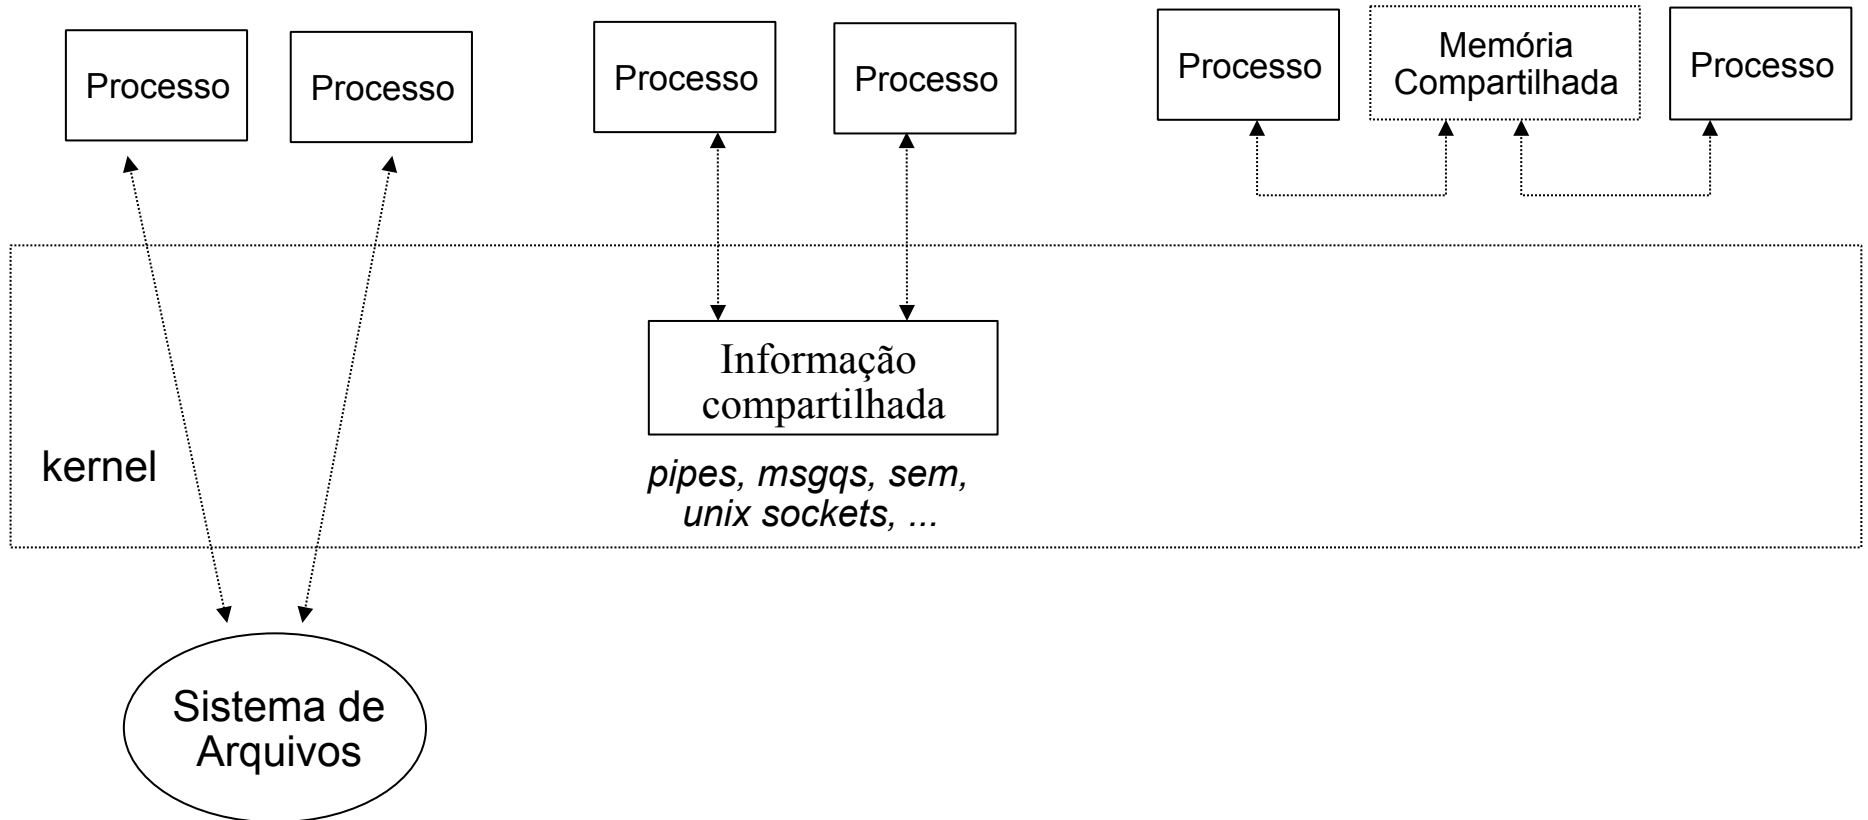 Processo
Processo
Processo
Processo
Processo
Memória
Compartilhada
Processo
Informação
compartilhada
kernel
pipes, msgqs, sem,
unix sockets, ...
Sistema de
Arquivos